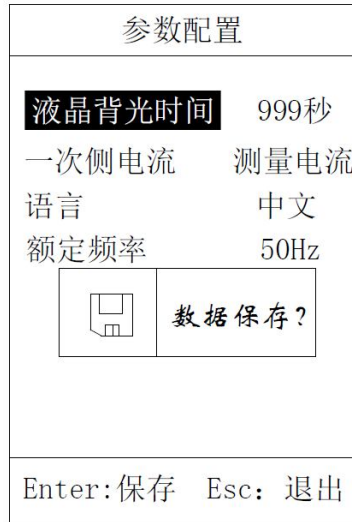 参数配置
液晶背光时间 999秒
一次侧电流 测量电流
语言 中文
额定频率 50Hz
数据保存?
Enter:保存 Esc: 退出